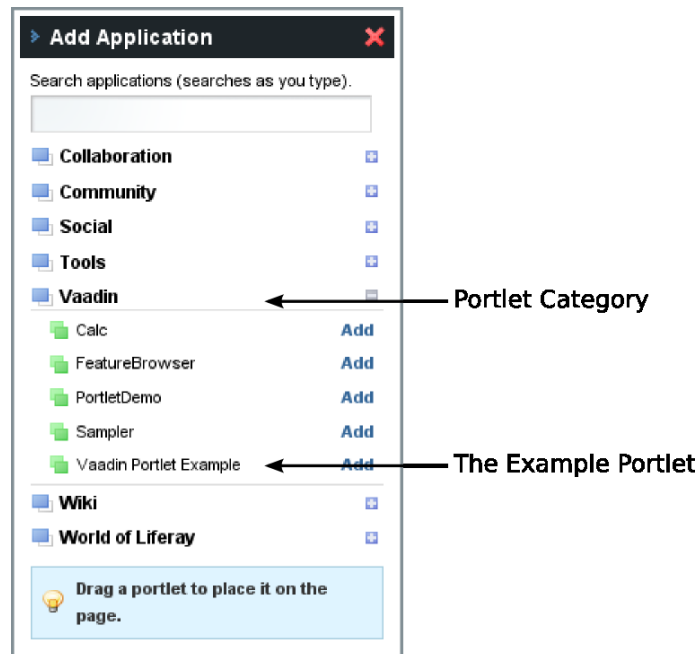 Add Application
Search applications (searches as you type).
Collaboration
Community
Social
Tools
Vaadin
Portlet Category
Calc Add
FeatureBrowser Add
PortletDemo Add
Sampler Add
Vaadin Portlet Example Add
The Example Portlet
Wiki
World of Liferay
Drag a portlet to place it on the
page.